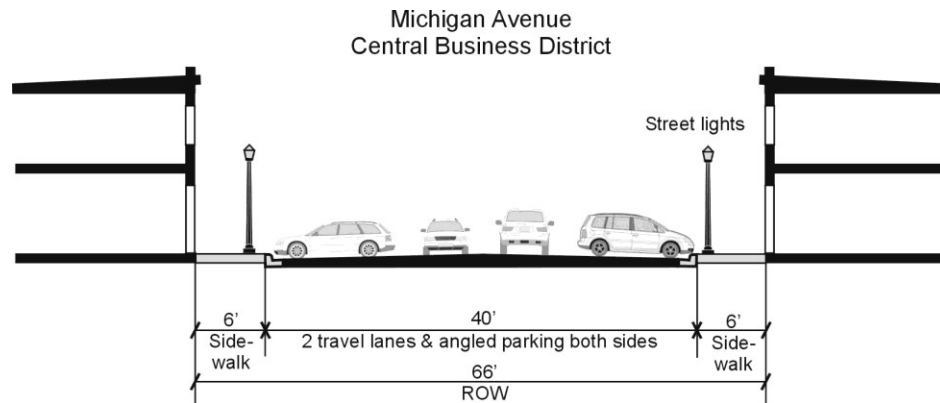 Michigan Avenue
Central Business District
Street lights
6'
40'
6'
Side-
walk
2 travel lanes & angled parking both sides
Side-
walk
66'
ROW